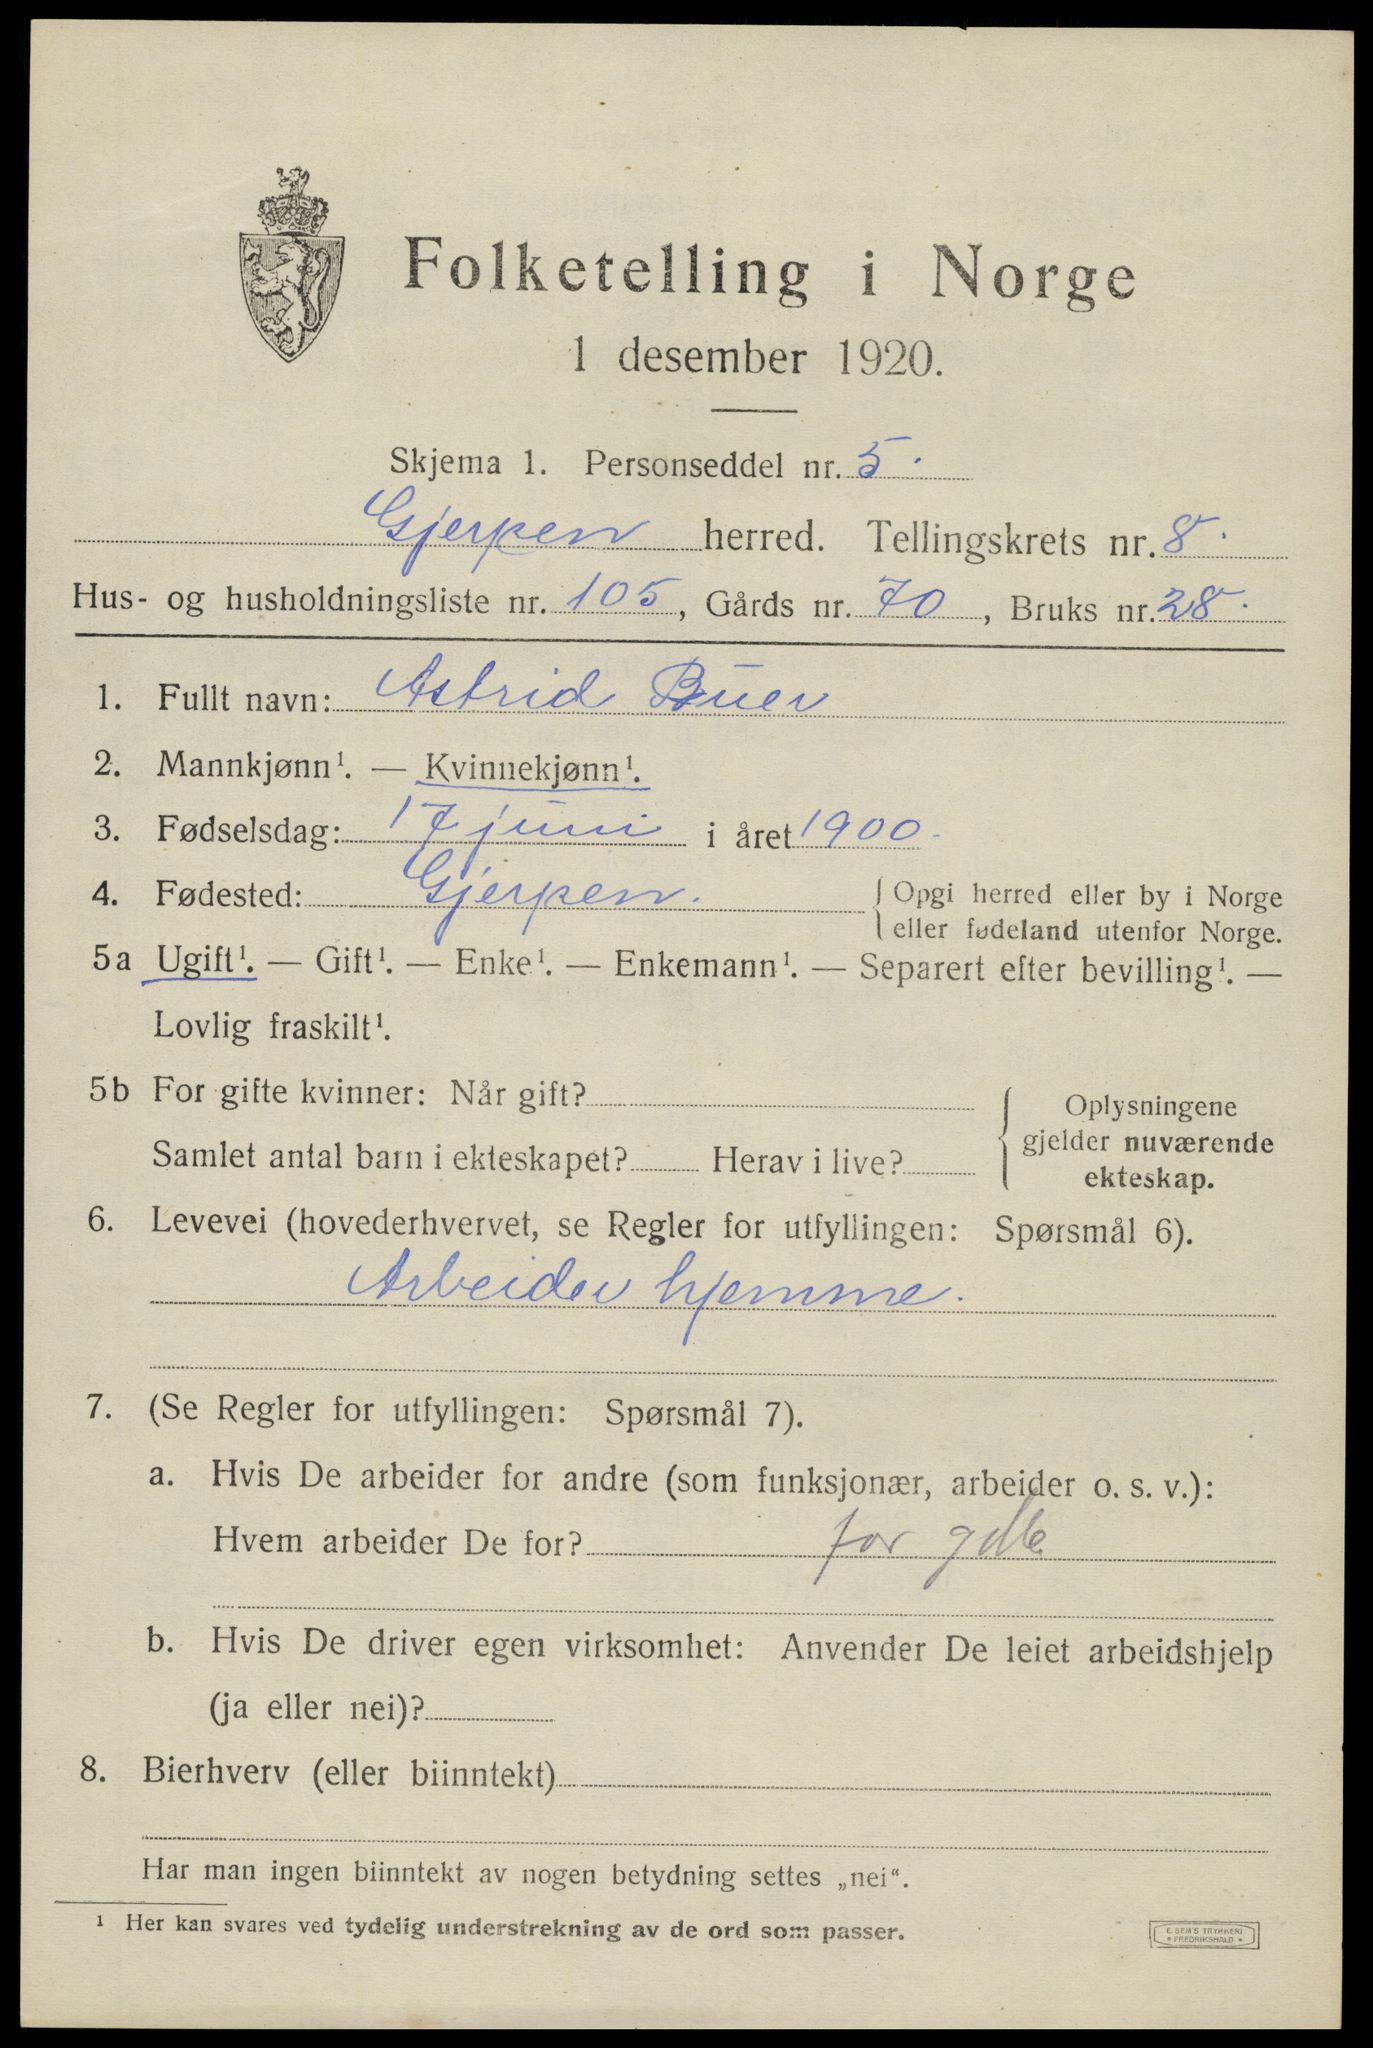 Folketelling i Norge
1 desember 1920.
Skjema 1. Personseddel nr. 5.
Gjerpen herred. Tellingskrets nr. 8.
Hus- og husholdningsliste nr. 105, Gårds nr. 70, Bruks nr. 28.
1. Fullt navn: Astrid Buer
2. Mannkjønn¹. — Kvinnekjønn¹.
3. Fødselsdag: 17 juni i året 1900.
4. Fødested: Gjerpen. Opgi herred eller by i Norge
eller fødeland utenfor Norge.
5a Ugift¹. — Gift¹. — Enke¹. — Enkemann¹. — Separert efter bevilling¹. —
Lovlig fraskilt¹.
5b For gifte kvinner: Når gift?
Samlet antal barn i ekteskapet? Herav i live?
Oplysningene
gjelder nuværende
ekteskap.
6. Levevei (hovederhvervet, se Regler for utfyllingen: Spørsmål 6).
Arbeider hjemme.
7. (Se Regler for utfyllingen: Spørsmål 7).
a. Hvis De arbeider for andre (som funksjonær, arbeider o. s. v.):
Hvem arbeider De for? for
b. Hvis De driver egen virksomhet: Anvender De leiet arbeidshjelp
(ja eller nei)?
8. Bierhverv (eller biinntekt)
Har man ingen biinntekt av nogen betydning settes „nei“.
¹ Her kan svares ved tydelig understrekning av de ord som passer.
E. SEM'S TRYKKERI
* FREDRIKSHALD *